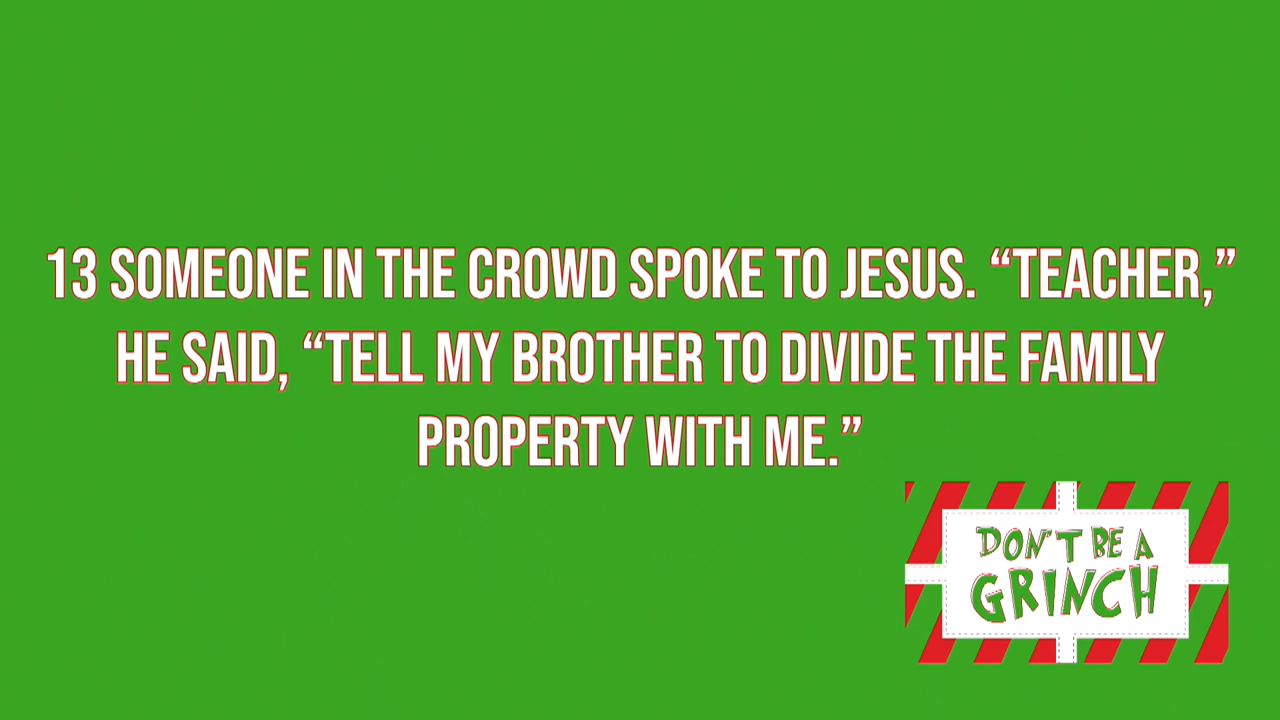 13 SOMEONE IN THE CROWD SPOKE TO JESUS. “TEACHER,”
HE SAID, “TELL MY BROTHER TO DIVIDE THE FAMILY
PROPERTY WITH ME.”
DON'T BE A
GRINCH